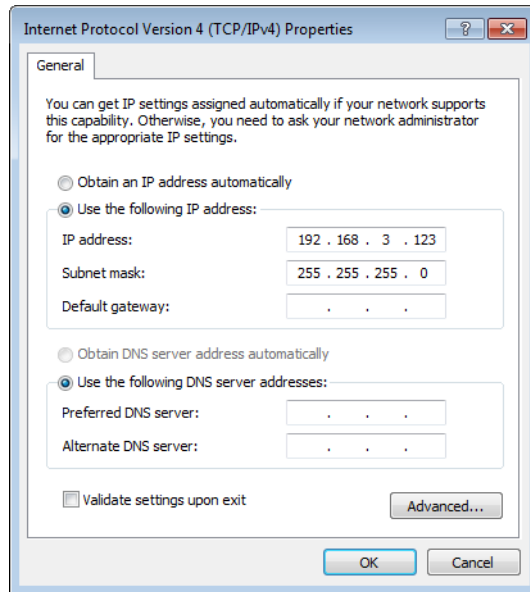 Internet Protocol Version 4 (TCP/IPv4) Properties
General
You can get IP settings assigned automatically if your network supports
this capability. Otherwise, you need to ask your network administrator
for the appropriate IP settings.
Obtain an IP address automatically
Use the following IP address:
IP address: 192 . 168 . 3 . 123
Subnet mask: 255 . 255 . 255 . 0
Default gateway: . . .
Obtain DNS server address automatically
Use the following DNS server addresses:
Preferred DNS server: . . .
Alternate DNS server: . . .
Validate settings upon exit
Advanced...
OK Cancel